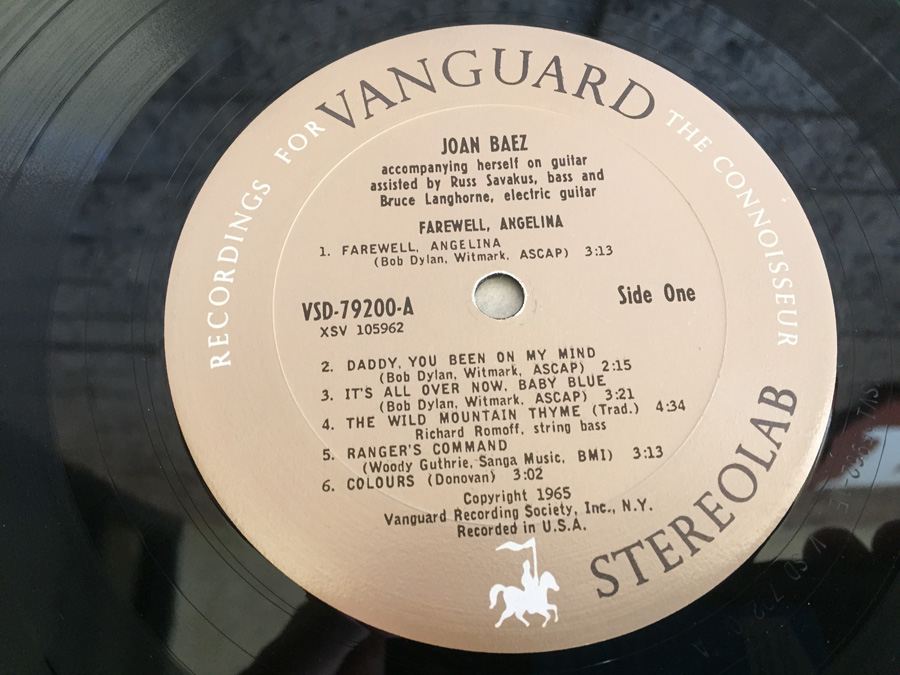 RECORDINGS FOR VANGUARD THE CONNOISSEUR
JOAN BAEZ
accompanying herself on guitar
assisted by Russ Savakus, bass and
Bruce Langhorne, electric guitar
FAREWELL, ANGELINA
1. FAREWELL, ANGELINA
(Bob Dylan, Witmark, ASCAP) 3:13
VSD-79200-A Side One
XSV 105962
2. DADDY, YOU BEEN ON MY MIND
(Bob Dylan, Witmark, ASCAP) 2:15
3. IT'S ALL OVER NOW, BABY BLUE
(Bob Dylan, Witmark, ASCAP) 3:21
4. THE WILD MOUNTAIN THYME (Trad.) 4:34
Richard Romoff, string bass
5. RANGER'S COMMAND
(Woody Guthrie, Sanga Music, BMI) 3:13
6. COLOURS (Donovan) 3:02
Copyright 1965
Vanguard Recording Society, Inc., N.Y.
Recorded in U.S.A.
STEREOLAB